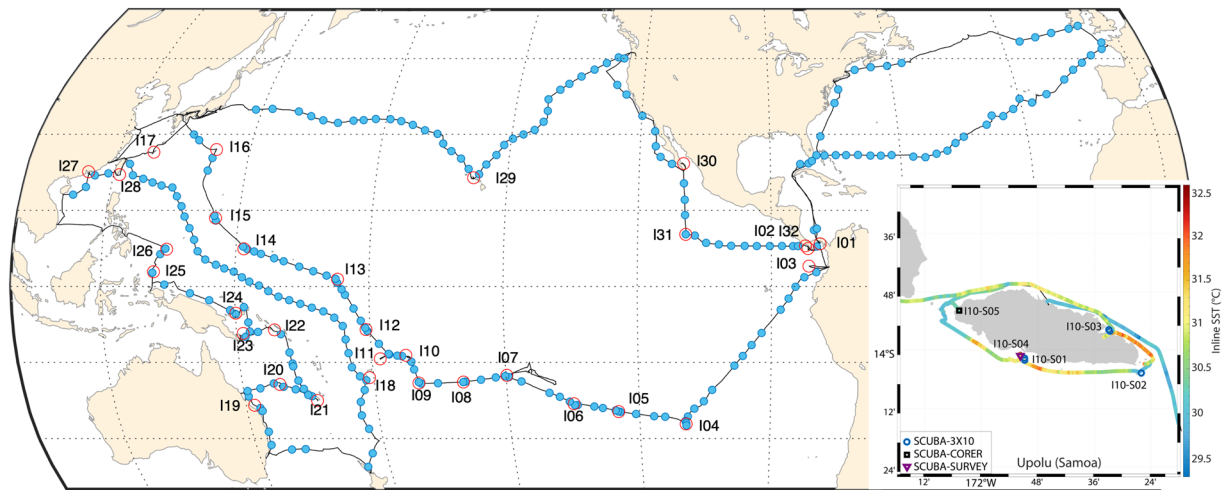 I17
I27
I28
I16
I29
I30
I15
I31
I02 I32
I01
I14
I26
I03
I25
I13
I24
I12
I22
I23
I11
I10
I07
I20
I18
I09
I08
I06
I05
I19
I21
I04
36'
48'
14°S
12'
24'
I10-S05
I10-S03
I10-S04
I10-S01
I10-S02
SCUBA-3X10
SCUBA-CORER
SCUBA-SURVEY
Upolu (Samoa)
12'
172°W
48'
36'
24'
32.5
32
31.5
31
30.5
30
29.5
Inline SST (°C)